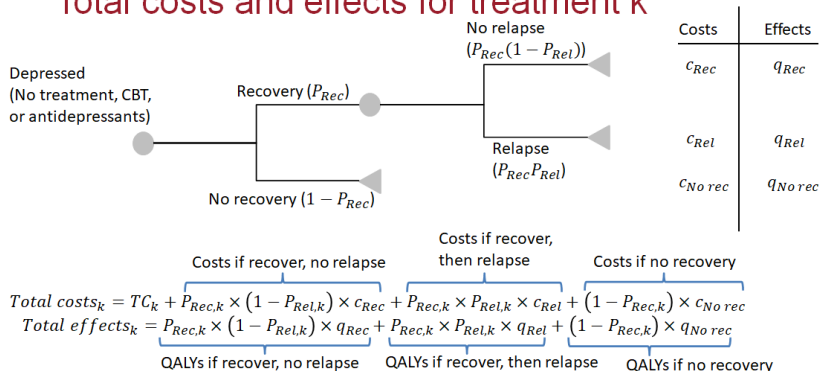 Total costs and effects for treatment k
No relapse
(P_Rec(1 − P_Rel))
Costs
Effects
c_Rec
q_Rec
Depressed
(No treatment, CBT,
or antidepressants)
Recovery (P_Rec)
Relapse
(P_Rec P_Rel)
c_Rel
q_Rel
No recovery (1 − P_Rec)
c_No rec
q_No rec
Costs if recover, no relapse
Costs if recover,
then relapse
Costs if no recovery
Total costs_k = TC_k + P_Rec,k × (1 − P_Rel,k) × c_Rec + P_Rec,k × P_Rel,k × c_Rel + (1 − P_Rec,k) × c_No rec
Total effects_k = P_Rec,k × (1 − P_Rel,k) × q_Rec + P_Rec,k × P_Rel,k × q_Rel + (1 − P_Rec,k) × q_No rec
QALYs if recover, no relapse
QALYs if recover, then relapse
QALYs if no recovery